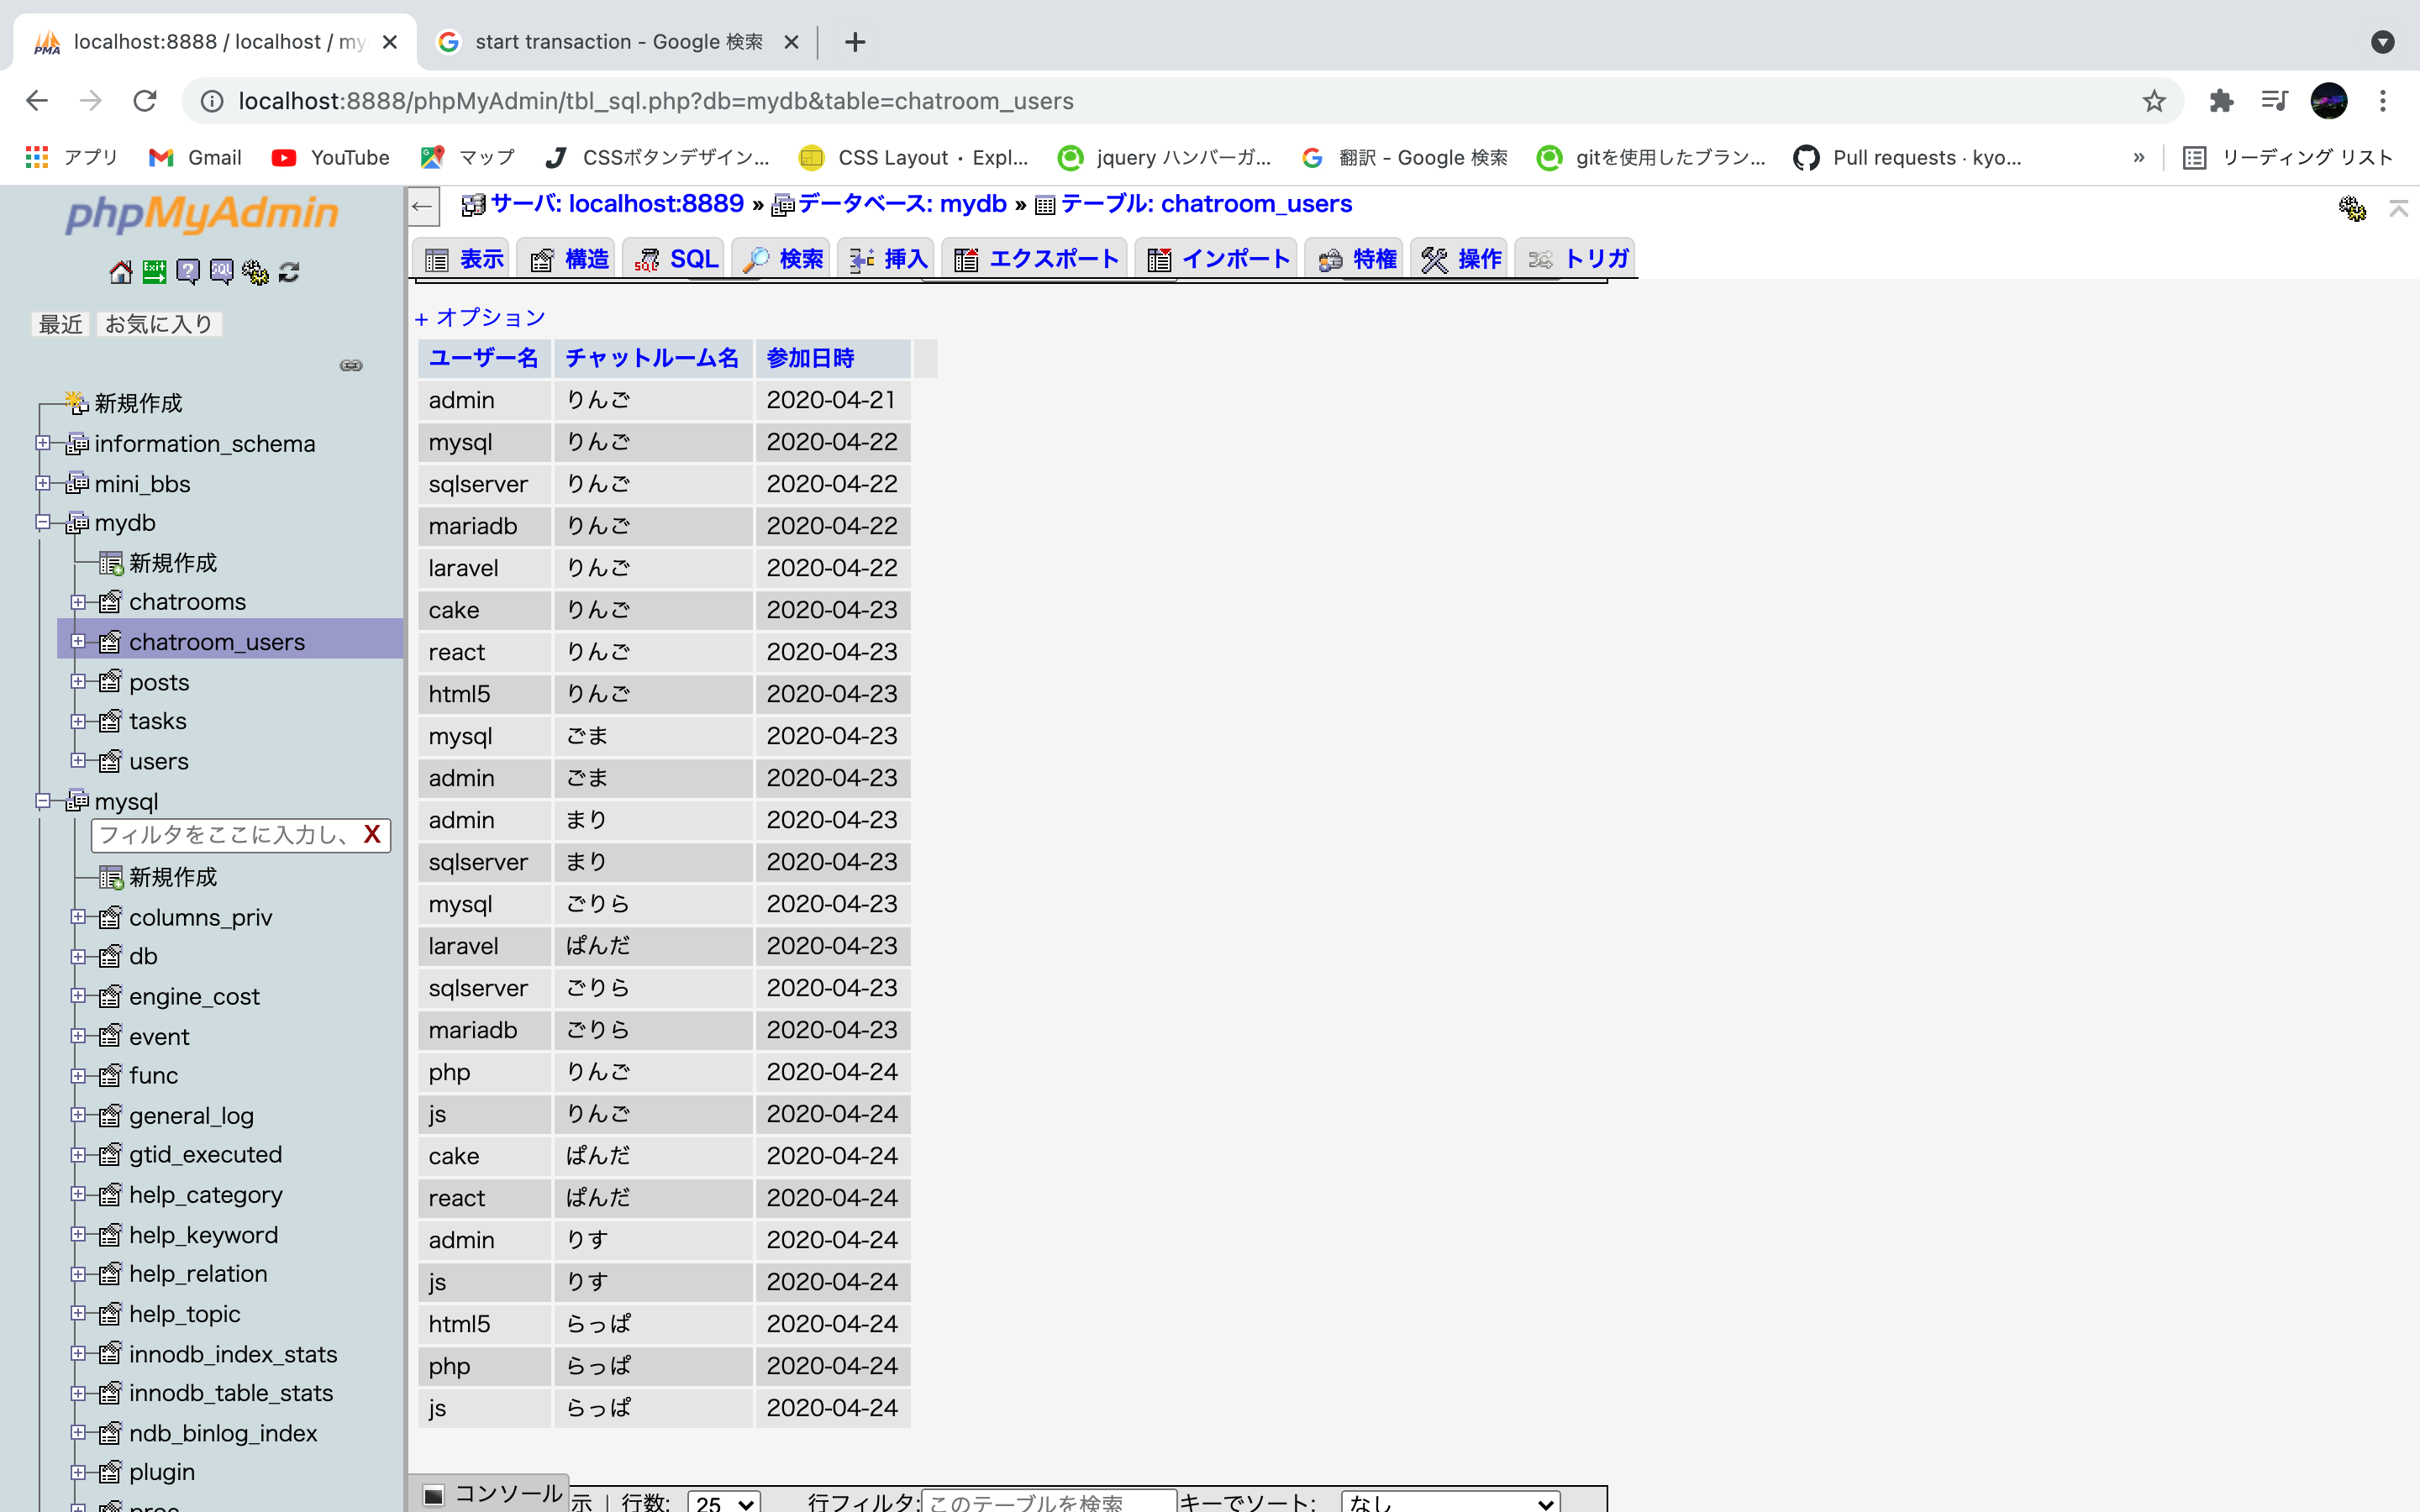 localhost:8888 / localhost / my
start transaction - Google 検索
localhost:8888/phpMyAdmin/tbl_sql.php?db=mydb&table=chatroom_users
アプリ
Gmail
YouTube
マップ
CSSボタンデザイン...
CSS Layout・Expl...
jquery ハンバーガ...
翻訳 - Google 検索
gitを使用したブラン...
Pull requests · kyo...
»
リーディング リスト
phpMyAdmin
最近
お気に入り
新規作成
information_schema
mini_bbs
mydb
新規作成
chatrooms
chatroom_users
posts
tasks
users
mysql
フィルタをここに入力し、 X
新規作成
columns_priv
db
engine_cost
event
func
general_log
gtid_executed
help_category
help_keyword
help_relation
help_topic
innodb_index_stats
innodb_table_stats
ndb_binlog_index
plugin
proc
サーバ: localhost:8889 » データベース: mydb » テーブル: chatroom_users
表示 構造 SQL 検索 挿入 エクスポート インポート 特権 操作 トリガ
+ オプション
ユーザー名 チャットルーム名 参加日時
admin りんご 2020-04-21
mysql りんご 2020-04-22
sqlserver りんご 2020-04-22
mariadb りんご 2020-04-22
laravel りんご 2020-04-22
cake りんご 2020-04-23
react りんご 2020-04-23
html5 りんご 2020-04-23
mysql ごま 2020-04-23
admin ごま 2020-04-23
admin まり 2020-04-23
sqlserver まり 2020-04-23
mysql ごりら 2020-04-23
laravel ぱんだ 2020-04-23
sqlserver ごりら 2020-04-23
mariadb ごりら 2020-04-23
php りんご 2020-04-24
js りんご 2020-04-24
cake ぱんだ 2020-04-24
react ぱんだ 2020-04-24
admin りす 2020-04-24
js りす 2020-04-24
html5 らっぱ 2020-04-24
php らっぱ 2020-04-24
js らっぱ 2020-04-24
コンソール
示 | 行数: 25 行フィルタ: このテーブルを検索 キーでソート: なし